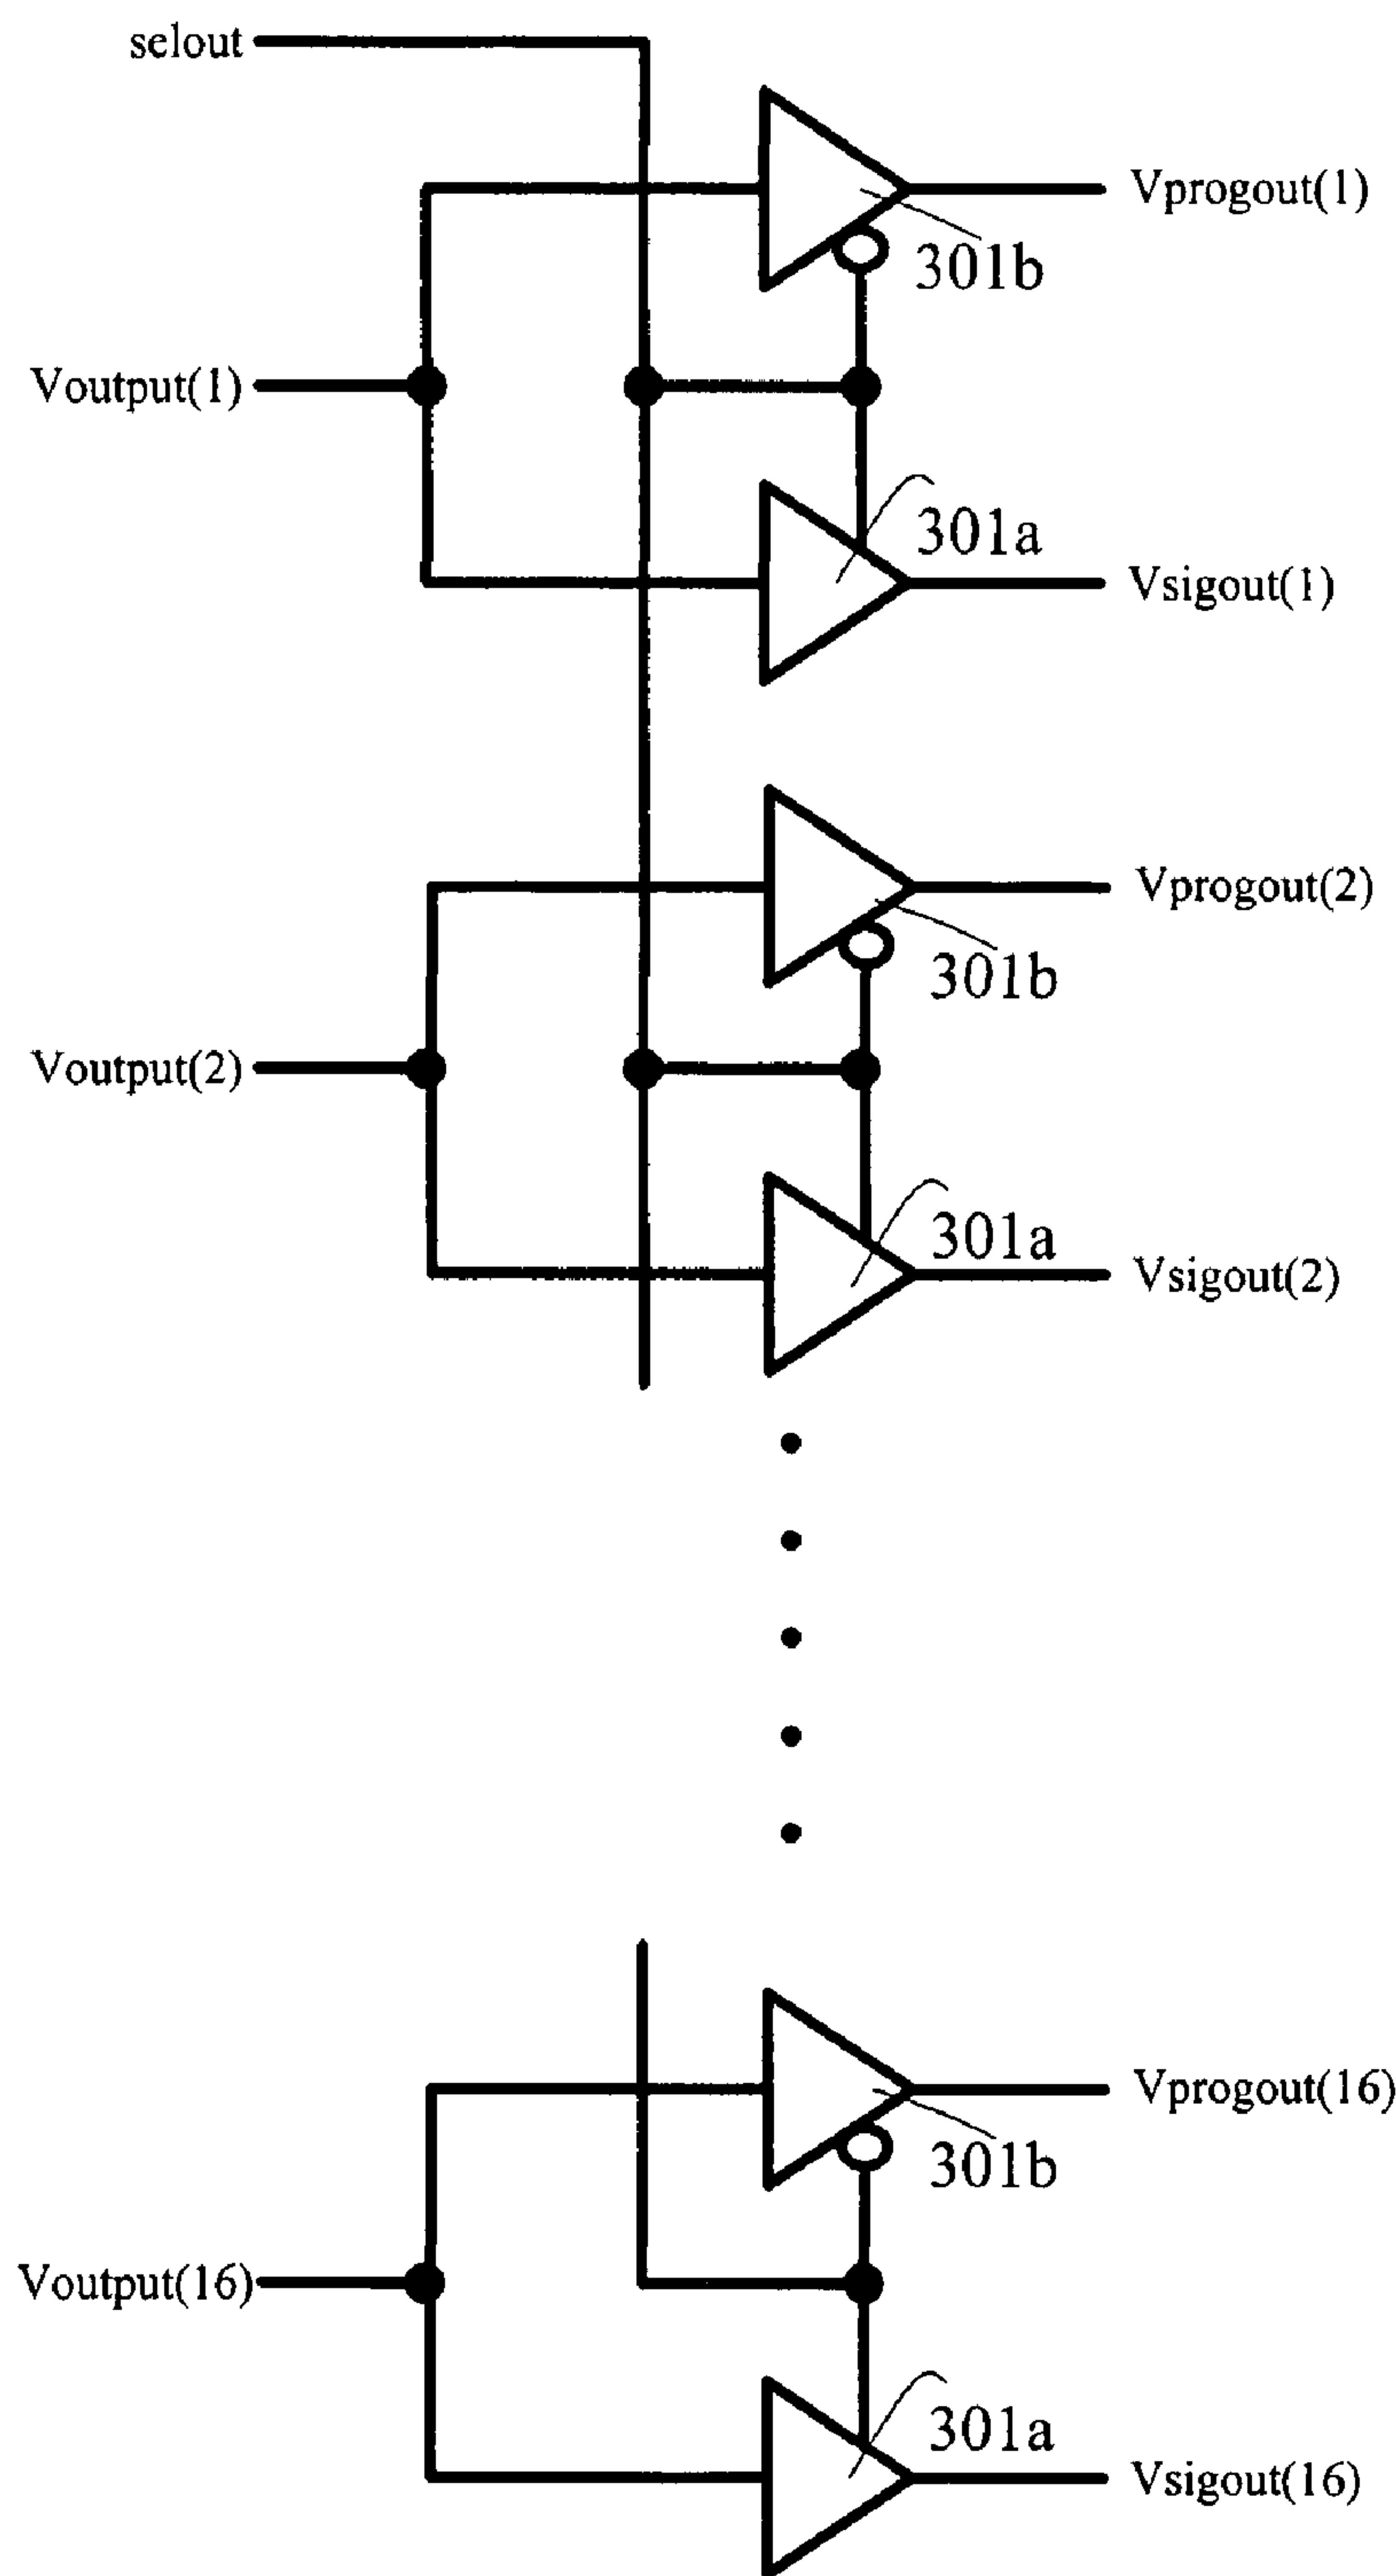 selout
Vprogout(1)
301b
Voutput(1)
301a
Vsigout(1)
Vprogout(2)
301b
Voutput(2)
301a
Vsigout(2)
Vprogout(16)
301b
Voutput(16)
301a
Vsigout(16)